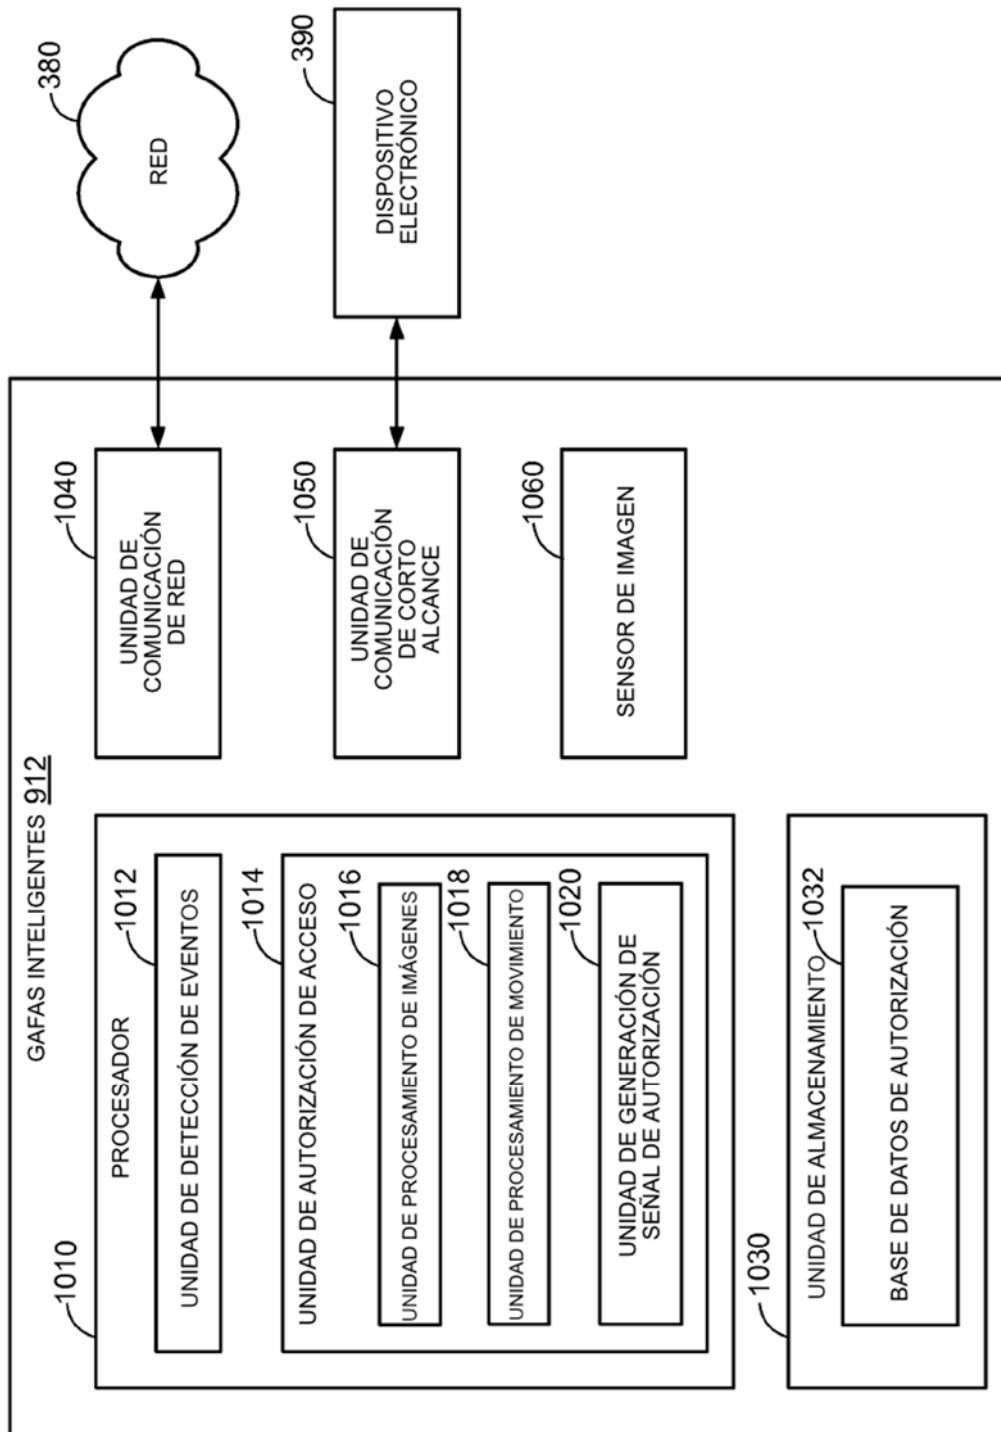 GAFAS INTELIGENTES 912
1010
PROCESADOR
1012
UNIDAD DE DETECCIÓN DE EVENTOS
1014
UNIDAD DE AUTORIZACIÓN DE ACCESO
1016
UNIDAD DE PROCESAMIENTO DE IMÁGENES
1018
UNIDAD DE PROCESAMIENTO DE MOVIMIENTO
1020
UNIDAD DE GENERACIÓN DE
SEÑAL DE AUTORIZACIÓN
1030
UNIDAD DE ALMACENAMIENTO
1032
BASE DE DATOS DE AUTORIZACIÓN
1040
UNIDAD DE
COMUNICACIÓN
DE RED
1050
UNIDAD DE
COMUNICACIÓN
DE CORTO
ALCANCE
1060
SENSOR DE IMAGEN
380
RED
390
DISPOSITIVO
ELECTRÓNICO